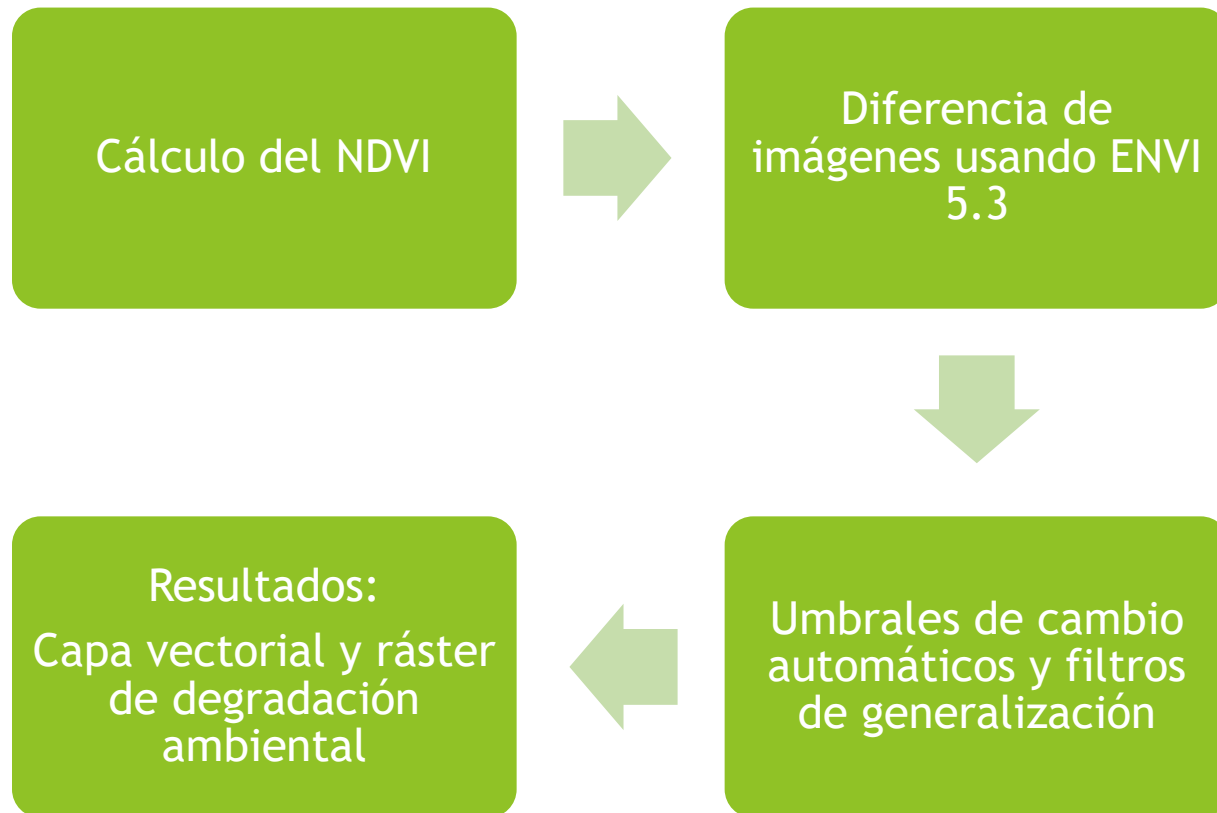 Cálculo del NDVI
Diferencia de
imágenes usando ENVI
5.3
Umbrales de cambio
automáticos y filtros
de generalización
Resultados:
Capa vectorial y ráster
de degradación
ambiental